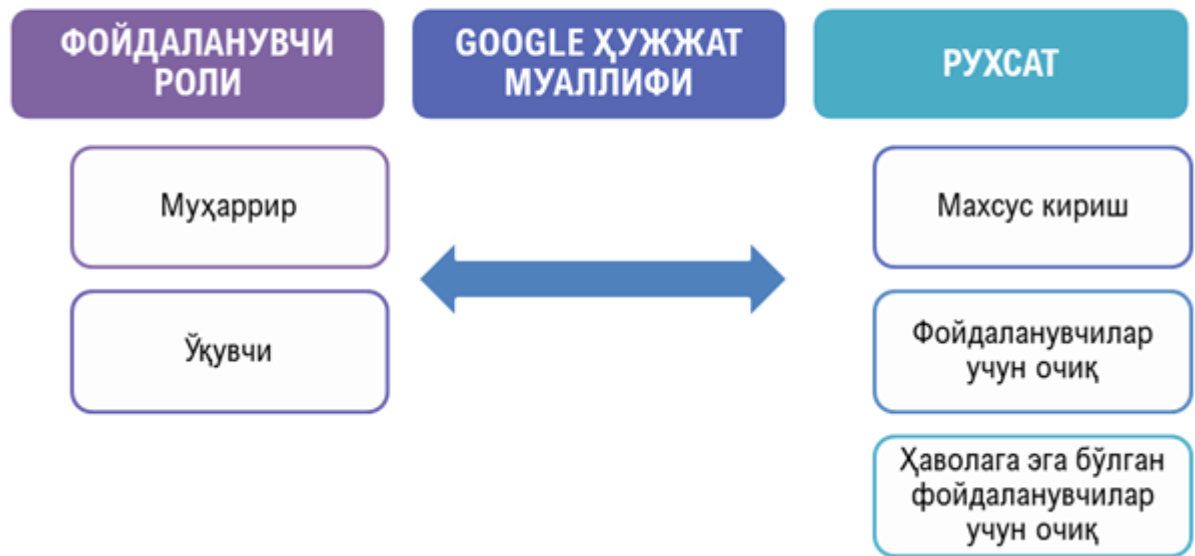 ФОЙДАЛАНУВЧИ
РОЛИ
GOOGLE ҲУЖЖАТ
МУАЛЛИФИ
РУХСАТ
Муҳаррир
Ўқувчи
Махсус кириш
Фойдаланувчилар
учун очиқ
Ҳаволага эга бўлган
фойдаланувчилар
учун очиқ